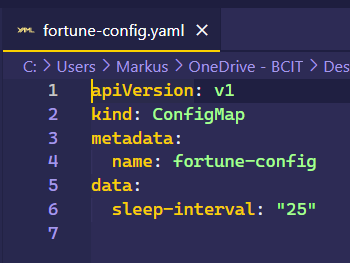 YAML fortune-config.yaml ×
C: > Users > Markus > OneDrive - BCIT > Des
1 apiVersion: v1
2 kind: ConfigMap
3 metadata:
4   name: fortune-config
5 data:
6   sleep-interval: "25"
7